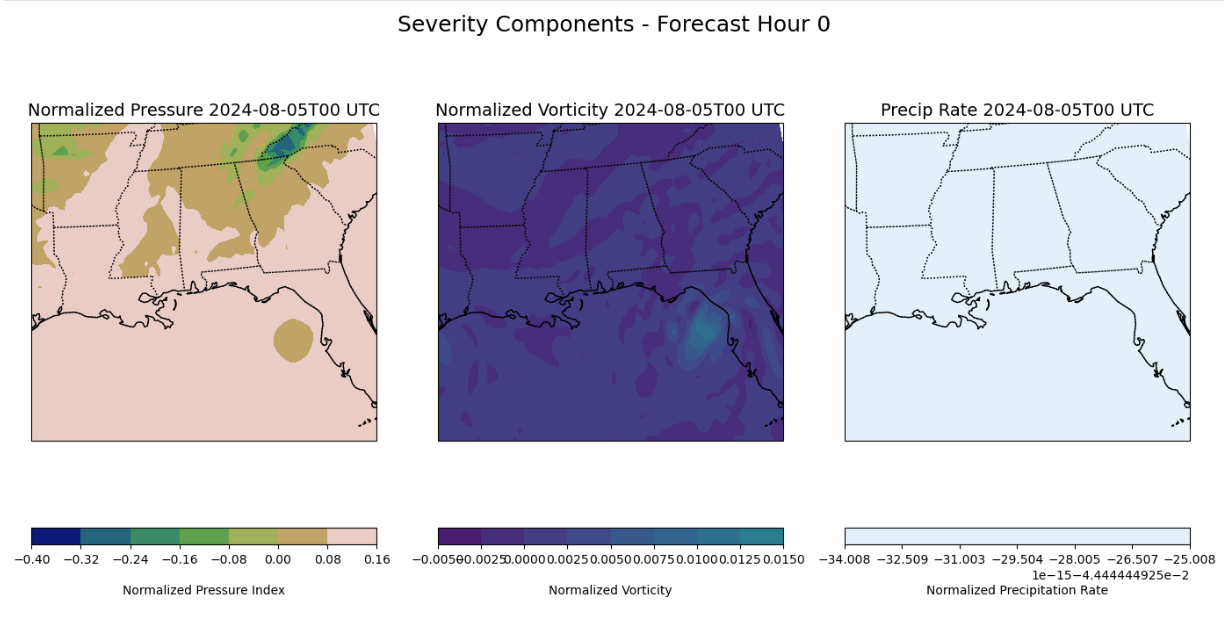 Severity Components - Forecast Hour 0
Normalized Pressure 2024-08-05T00 UTC
Normalized Vorticity 2024-08-05T00 UTC
Precip Rate 2024-08-05T00 UTC
−0.40 −0.32 −0.24 −0.16 −0.08 0.00 0.08 0.16
Normalized Pressure Index
−0.0050 −0.0025 0.0000 0.0025 0.0050 0.0075 0.0100 0.0125 0.0150
Normalized Vorticity
−34.008 −32.509 −31.003 −29.504 −28.005 −26.507 −25.008
1e−15−4.444444925e−2
Normalized Precipitation Rate